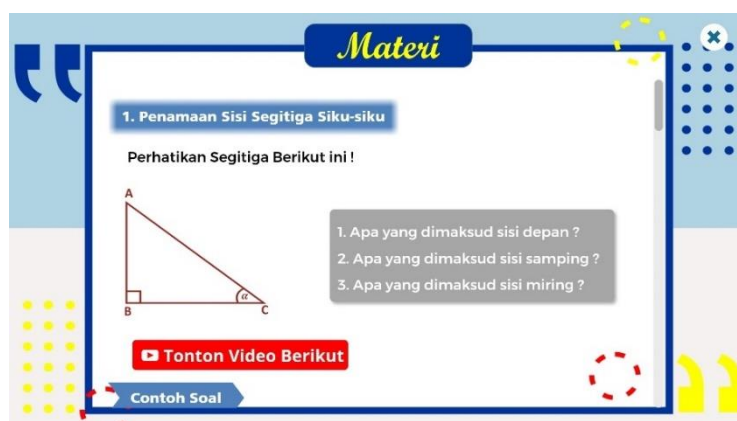 Materi
1. Penamaan Sisi Segitiga Siku-siku
Perhatikan Segitiga Berikut ini !
A
B
α
C
1. Apa yang dimaksud sisi depan ?
2. Apa yang dimaksud sisi samping ?
3. Apa yang dimaksud sisi miring ?
Tonton Video Berikut
Contoh Soal